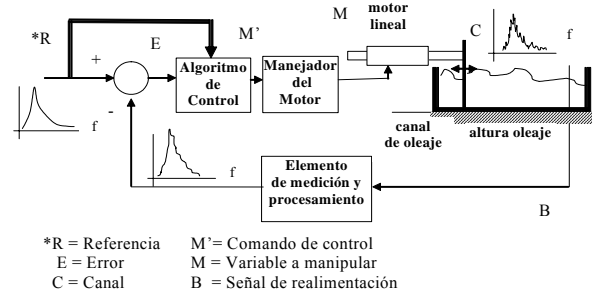 *R
E
M'
M
motor
lineal
C
f
+
-
f
Algoritmo
de
Control
Manejador
del
Motor
canal
de oleaje
altura oleaje
f
Elemento
de medición y
procesamiento
B
*R = Referencia
M'= Comando de control
E = Error
M = Variable a manipular
C = Canal
B = Señal de realimentación